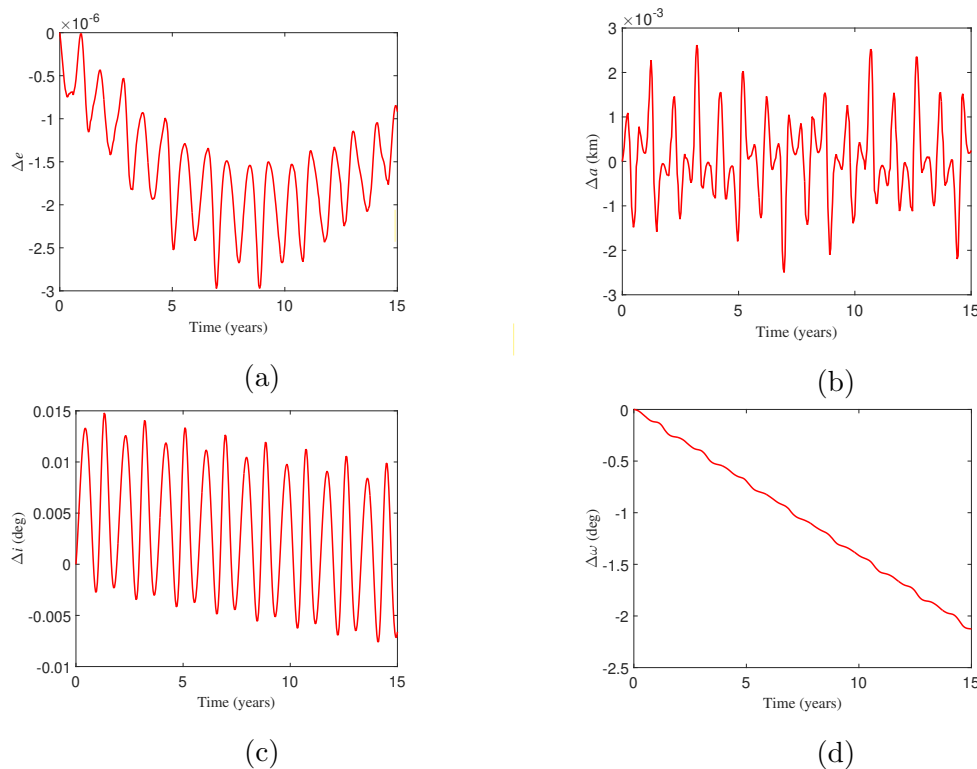 ×10⁻⁶
0
-0.5
-1
-1.5
-2
-2.5
-3
Δe
0 5 10 15
Time (years)
(a)
×10⁻³
3
2
1
0
-1
-2
-3
Δa (km)
0 5 10 15
Time (years)
(b)
0.015
0.01
0.005
0
-0.005
-0.01
Δi (deg)
0 5 10 15
Time (years)
(c)
0
-0.5
-1
-1.5
-2
-2.5
Δω (deg)
0 5 10 15
Time (years)
(d)